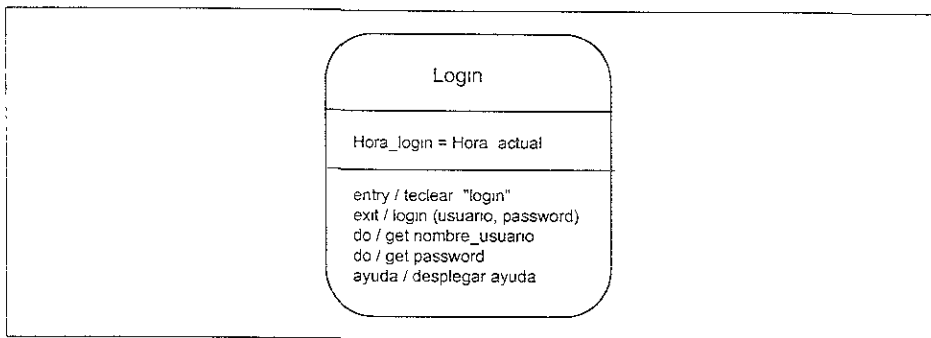 Login
Hora_login = Hora actual
entry / teclear "login"
exit / login (usuario, password)
do / get nombre_usuario
do / get password
ayuda / desplegar ayuda